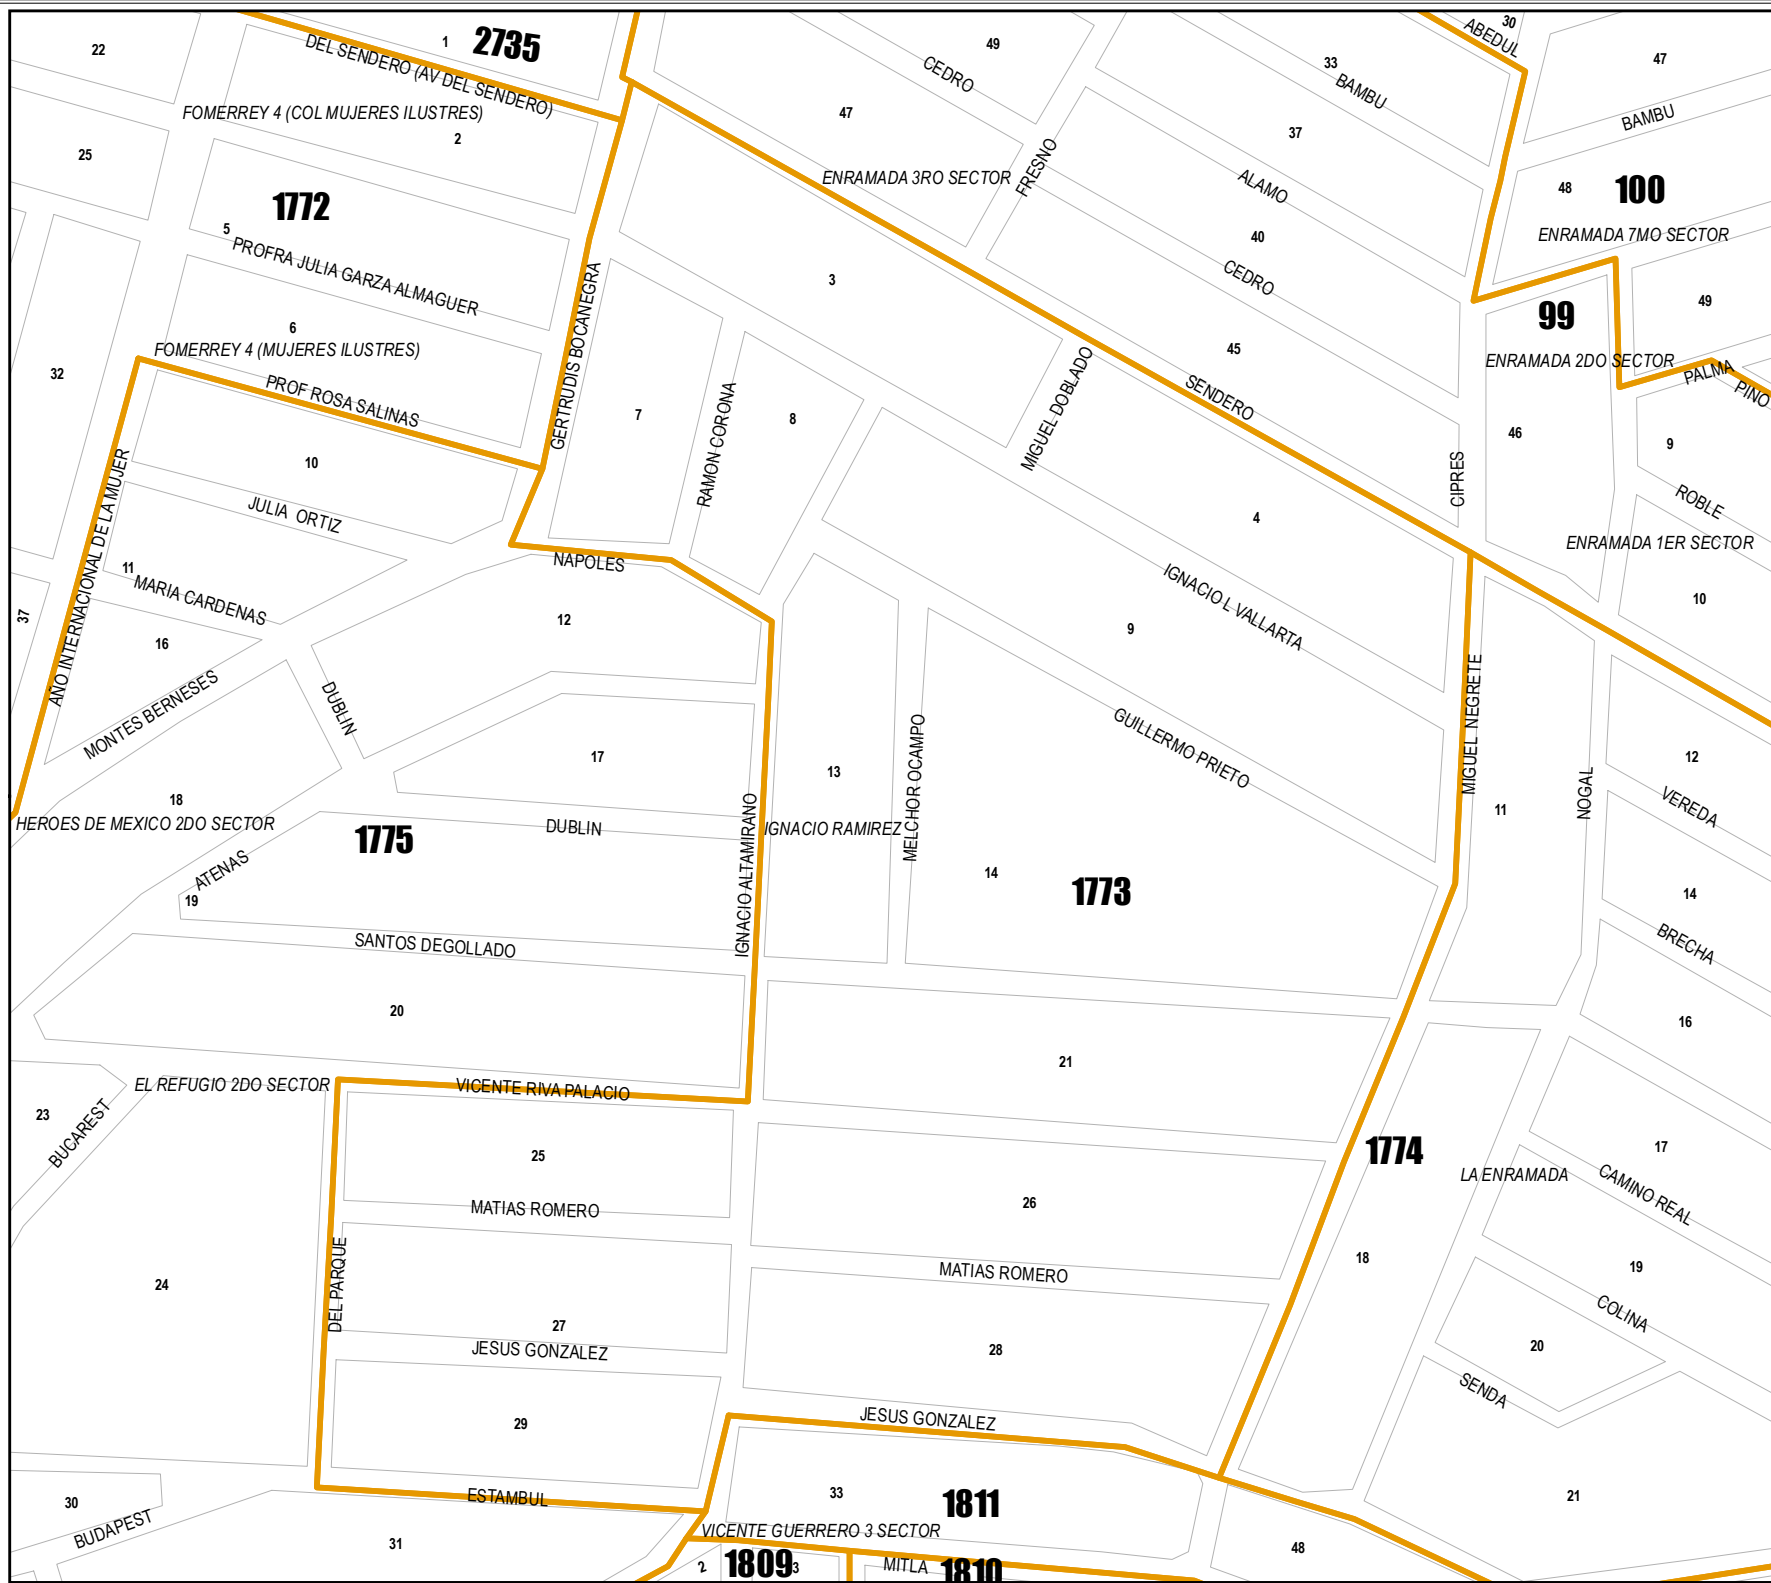 30
ABEDUL
1
2735
22
49
47
33
DEL SENDERO (AV DEL SENDERO)
CEDRO
BAMBU
FOMERREY 4 (COL MUJERES ILUSTRES)
47
BAMBU
2
37
25
FRESNO
ENRAMADA 3RO SECTOR
ALAMO
48
100
1772
5
40
ENRAMADA 7MO SECTOR
PROFRA JULIA GARZA ALMAGUER
CEDRO
3
GERTRUDIS BOCANEGRA
49
99
6
FOMERREY 4 (MUJERES ILUSTRES)
45
ENRAMADA 2DO SECTOR
PALMA
PINO
32
PROF ROSA SALINAS
MIGUEL DOBLADO
SENDERO
7
RAMON CORONA
8
46
9
10
CIPRES
ROBLE
JULIA ORTIZ
4
ENRAMADA 1ER SECTOR
AÑO INTERNACIONAL DE LA MUJER
11
NAPOLES
MARIA CARDENAS
IGNACIO L VALLARTA
10
37
12
9
16
MONTES BERNESES
DUBLIN
MIGUEL NEGRETE
GUILLERMO PRIETO
17
13
MELCHOR OCAMPO
12
18
11
NOGAL
VEREDA
HEROES DE MEXICO 2DO SECTOR
1775
DUBLIN
IGNACIO ALTAMIRANO
IGNACIO RAMIREZ
ATENAS
14
1773
14
19
SANTOS DEGOLLADO
BRECHA
20
16
21
EL REFUGIO 2DO SECTOR
VICENTE RIVA PALACIO
23
BUCAREST
25
1774
17
LA ENRAMADA
CAMINO REAL
MATIAS ROMERO
26
18
24
DEL PARQUE
MATIAS ROMERO
19
COLINA
27
JESUS GONZALEZ
28
20
SENDA
29
JESUS GONZALEZ
30
ESTAMBUL
33
1811
21
BUDAPEST
VICENTE GUERRERO 3 SECTOR
31
48
2
1809
3
MITLA
1810